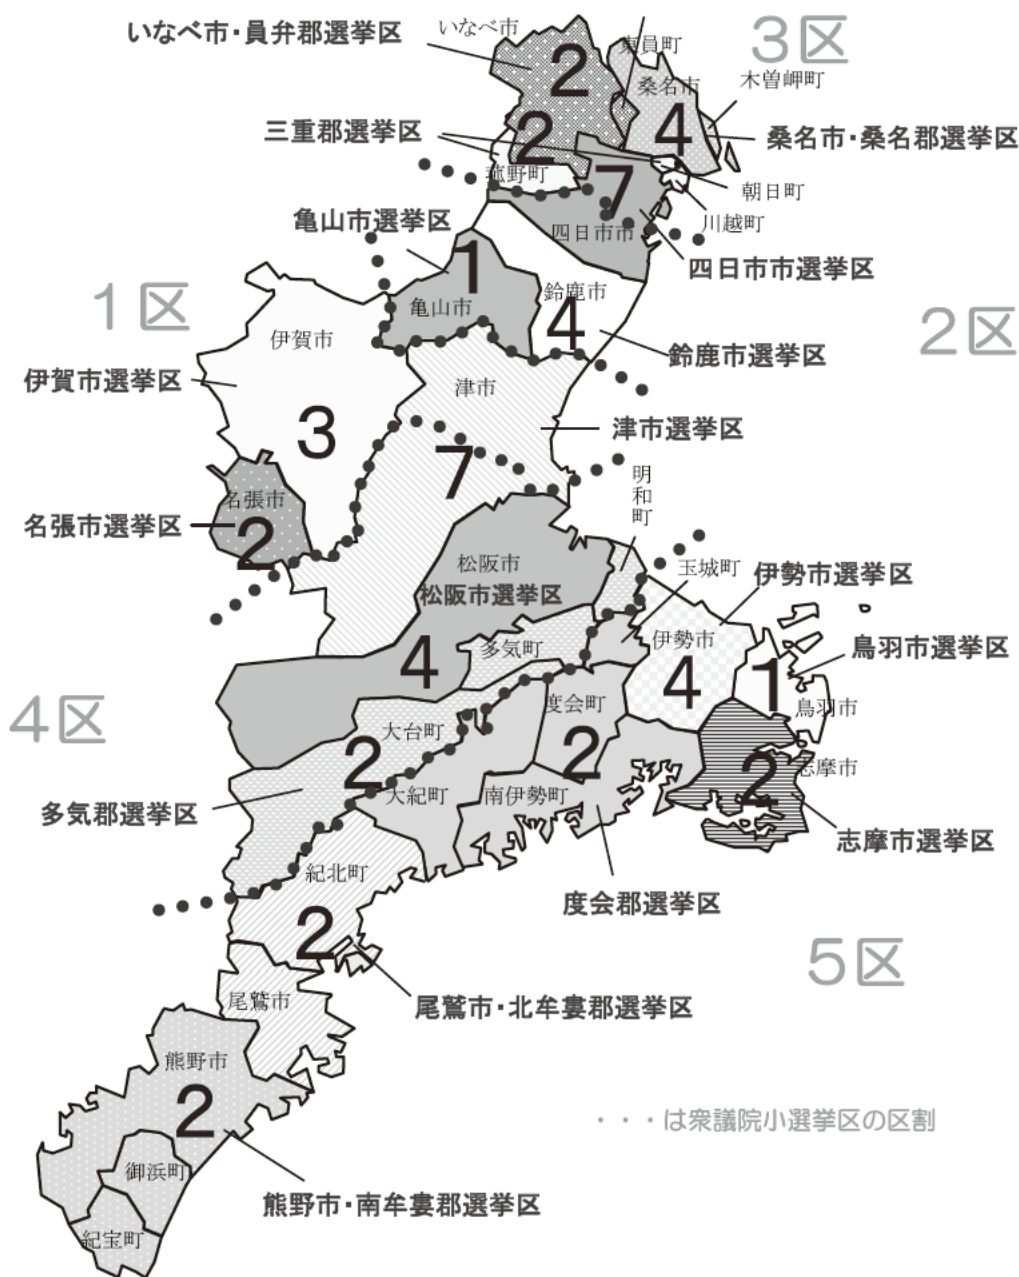 いなべ市・員弁郡選挙区
いなべ市
3区
東員町
2
桑名市
木曽岬町
4
三重郡選挙区
2
桑名市・桑名郡選挙区
菰野町
7
朝日町
亀山市選挙区
川越町
四日市市
四日市市選挙区
1
1区
亀山市
鈴鹿市
4
2区
伊賀市
鈴鹿市選挙区
伊賀市選挙区
津市
3
津市選挙区
7
明和町
名張市
名張市選挙区
2
松阪市
玉城町
伊勢市選挙区
松阪市選挙区
多気町
伊勢市
鳥羽市選挙区
4
4
1
4区
度会町
鳥羽市
大台町
2
2
志摩市
2
大紀町
南伊勢町
多気郡選挙区
志摩市選挙区
紀北町
度会郡選挙区
2
5区
尾鷲市
尾鷲市・北牟婁郡選挙区
熊野市
2
・・・は衆議院小選挙区の区割
御浜町
熊野市・南牟婁郡選挙区
紀宝町